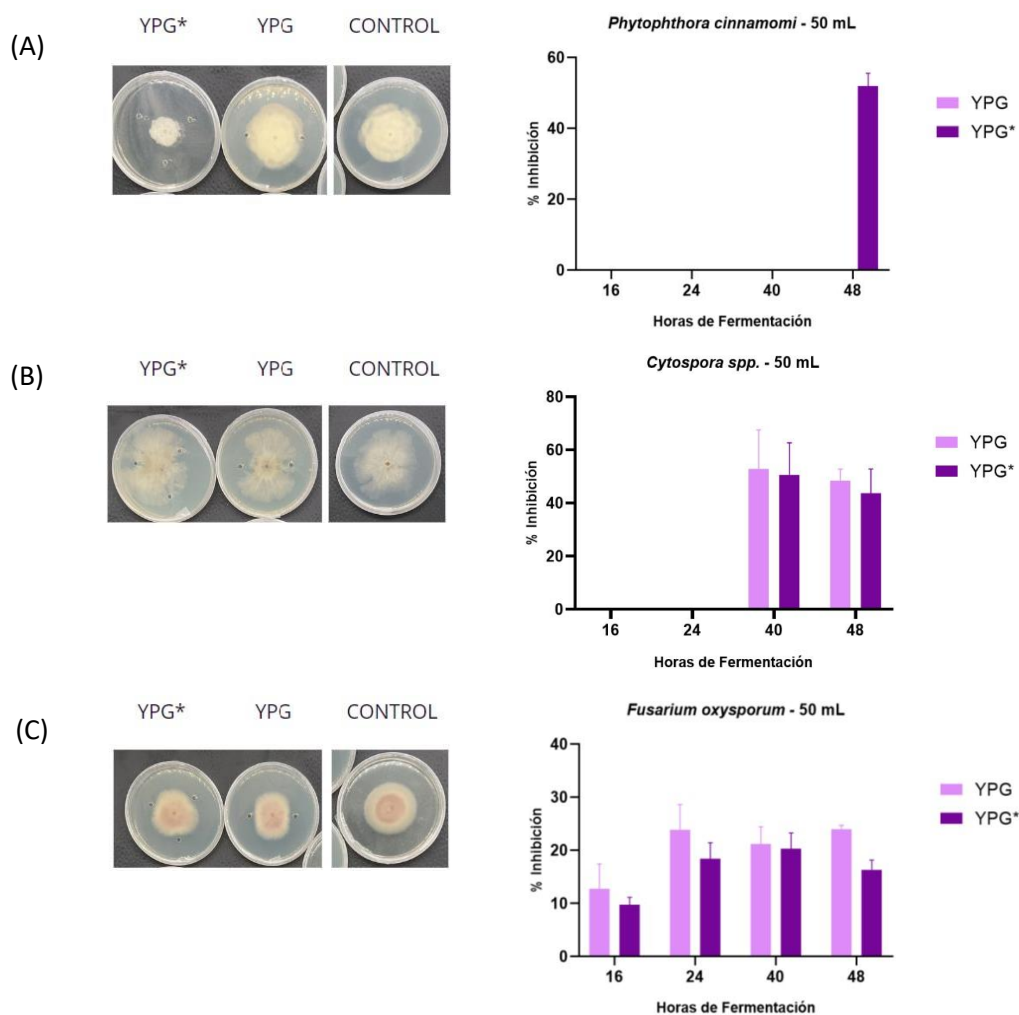 (A)
YPG*
YPG
CONTROL
Phytophthora cinnamomi - 50 mL
% Inhibición
60
40
20
0
16
24
40
48
Horas de Fermentación
YPG
YPG*
(B)
YPG*
YPG
CONTROL
Cytospora spp. - 50 mL
% Inhibición
80
60
40
20
0
16
24
40
48
Horas de Fermentación
YPG
YPG*
(C)
YPG*
YPG
CONTROL
Fusarium oxysporum - 50 mL
% Inhibición
40
30
20
10
0
16
24
40
48
Horas de Fermentación
YPG
YPG*